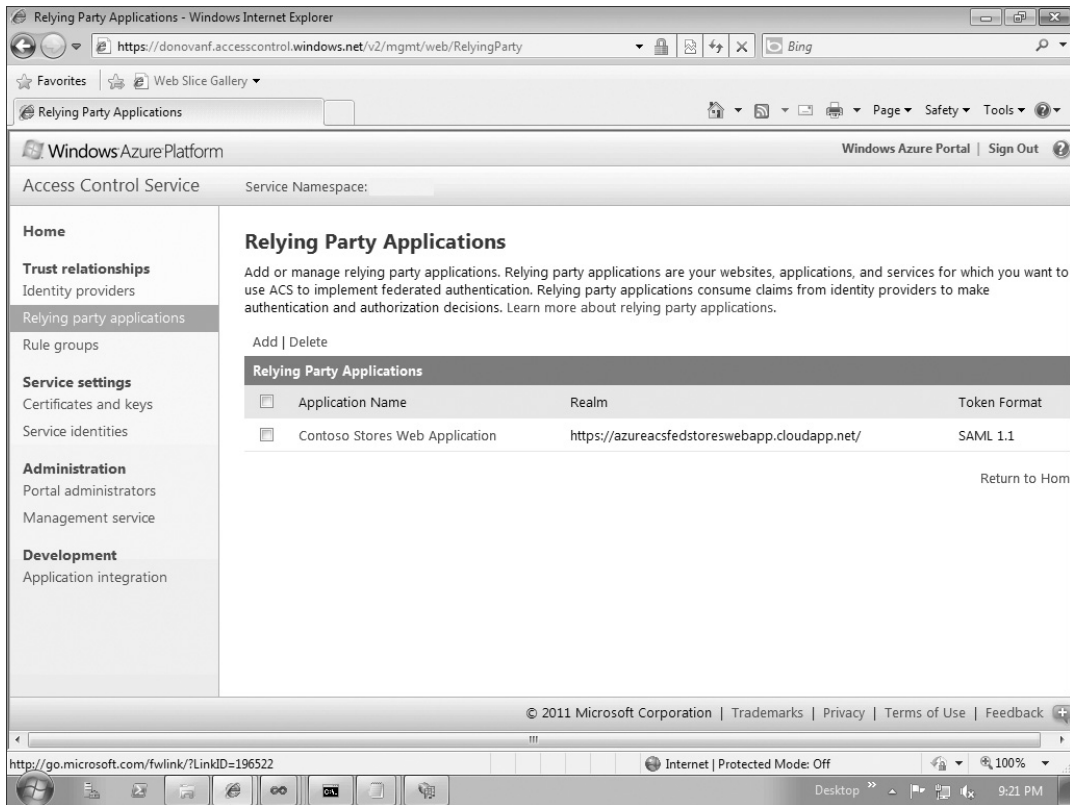 Relying Party Applications - Windows Internet Explorer
https://donovanf.accesscontrol.windows.net/v2/mgmt/web/RelyingParty
Bing
Favorites
Web Slice Gallery
Relying Party Applications
Page
Safety
Tools
Windows Azure Platform
Windows Azure Portal | Sign Out
Access Control Service
Service Namespace:
Home
Trust relationships
Identity providers
Relying party applications
Rule groups
Service settings
Certificates and keys
Service identities
Administration
Portal administrators
Management service
Development
Application integration
Relying Party Applications
Add or manage relying party applications. Relying party applications are your websites, applications, and services for which you want to
use ACS to implement federated authentication. Relying party applications consume claims from identity providers to make
authentication and authorization decisions. Learn more about relying party applications.
Add | Delete
Relying Party Applications
Application Name Realm Token Format
Contoso Stores Web Application https://azureacsfedstoreswebapp.cloudapp.net/ SAML 1.1
Return to Hom
© 2011 Microsoft Corporation | Trademarks | Privacy | Terms of Use | Feedback
http://go.microsoft.com/fwlink/?LinkID=196522
Internet | Protected Mode: Off
100%
Desktop
9:21 PM